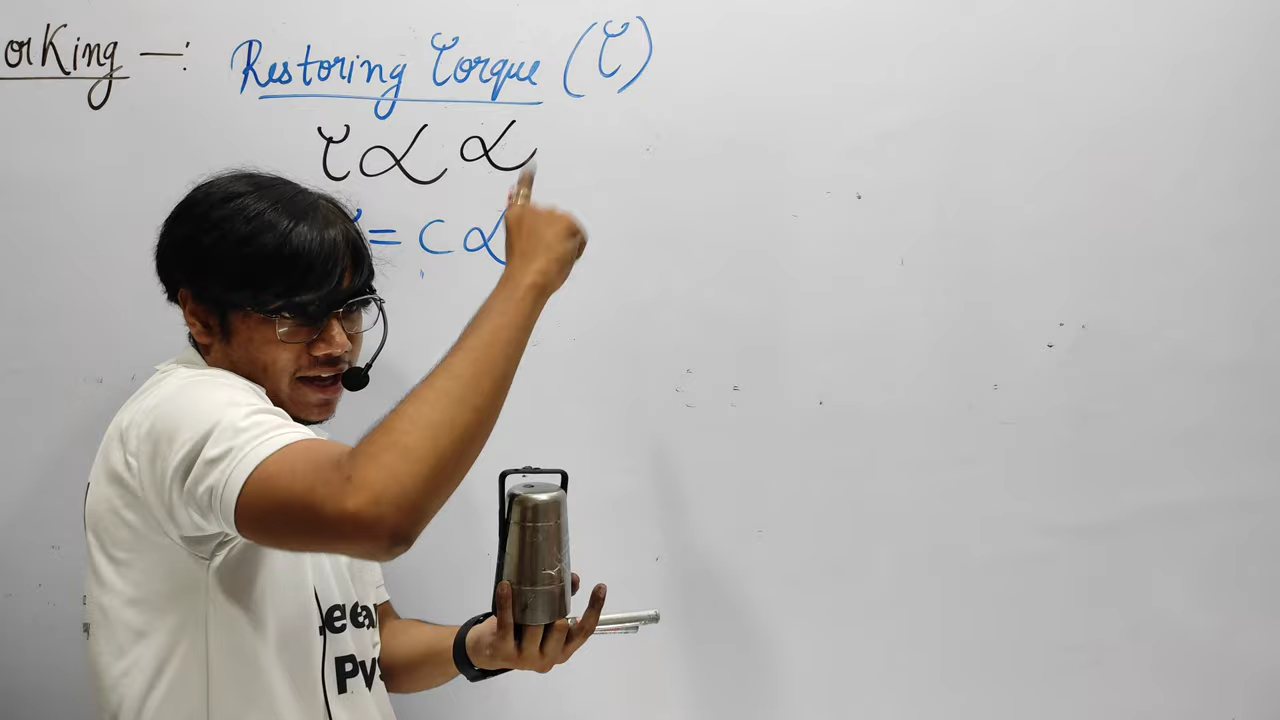 orking —: Restoring Torque (τ)
τ ∝ α
= C α